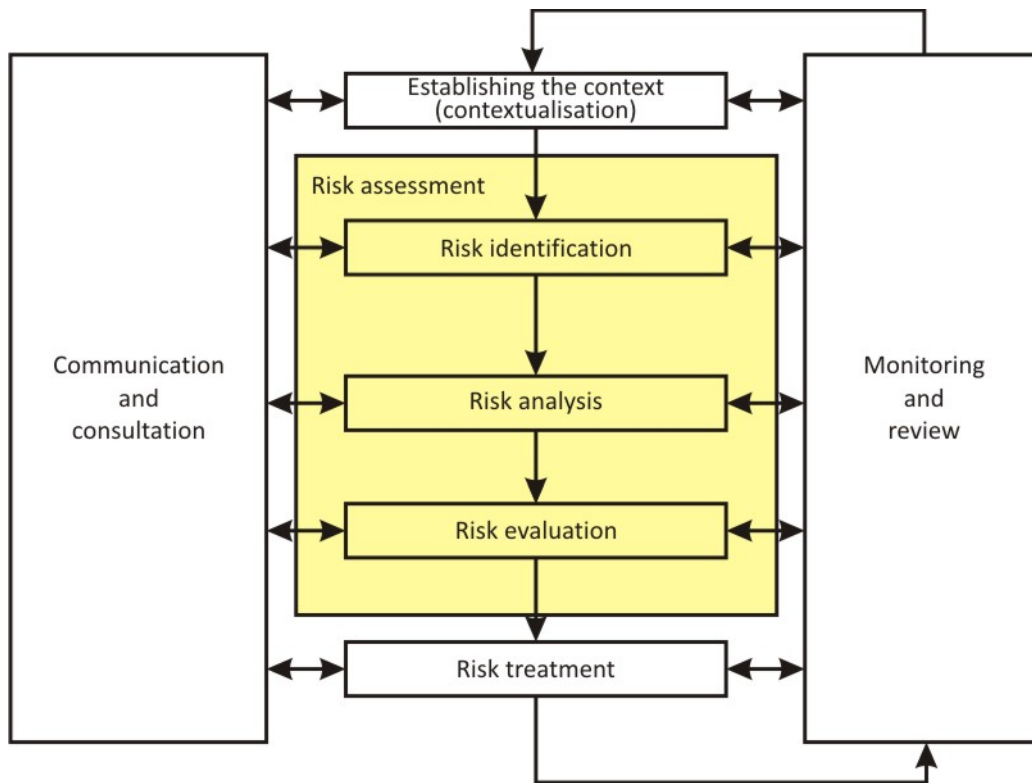 Establishing the context
(contextualisation)
Risk assessment
Risk identification
Communication
and
consultation
Risk analysis
Monitoring
and
review
Risk evaluation
Risk treatment